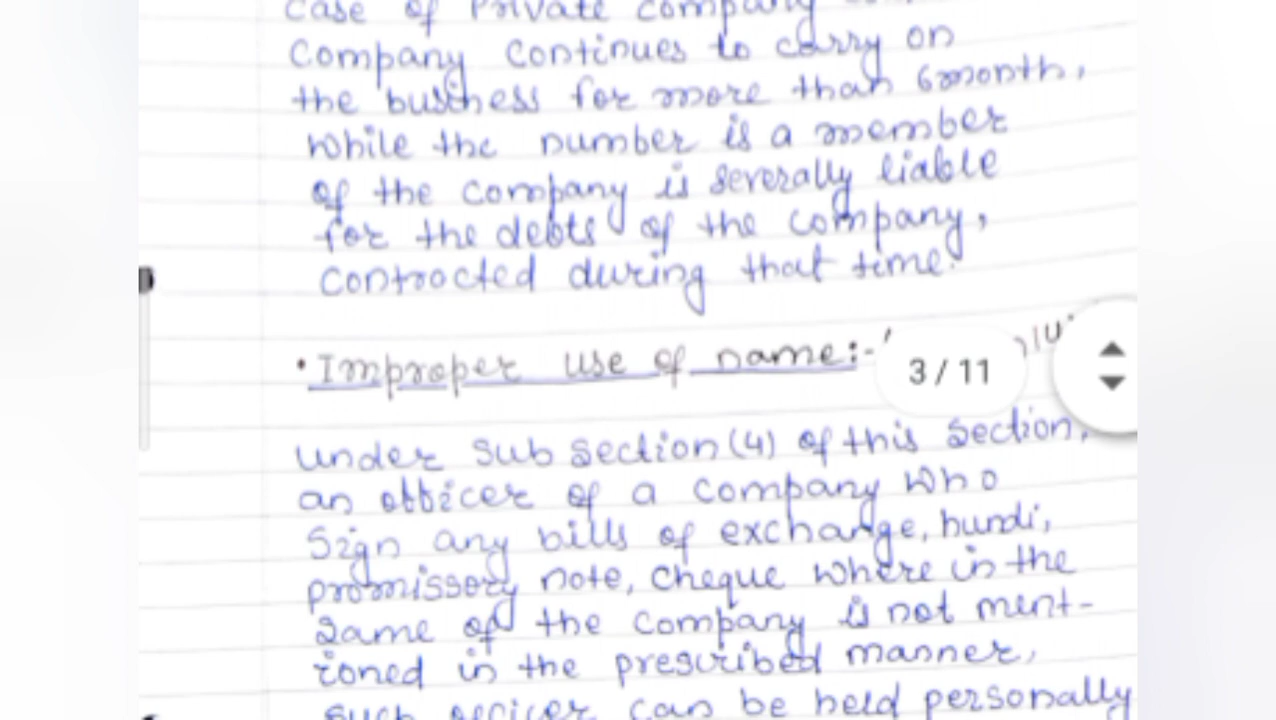 case of Private company
Company continues to carry on
the business for more than 6month,
while the number is a member
of the company is severally liable
for the debts of the company,
contracted during that time.
• Improper use of name:-
3 / 11
under sub section (4) of this section,
an officer of a company who
Sign any bills of exchange, hundi,
promissory note, cheque where in the
name of the company is not ment-
ioned in the prescribed manner,
such officer can be held personally